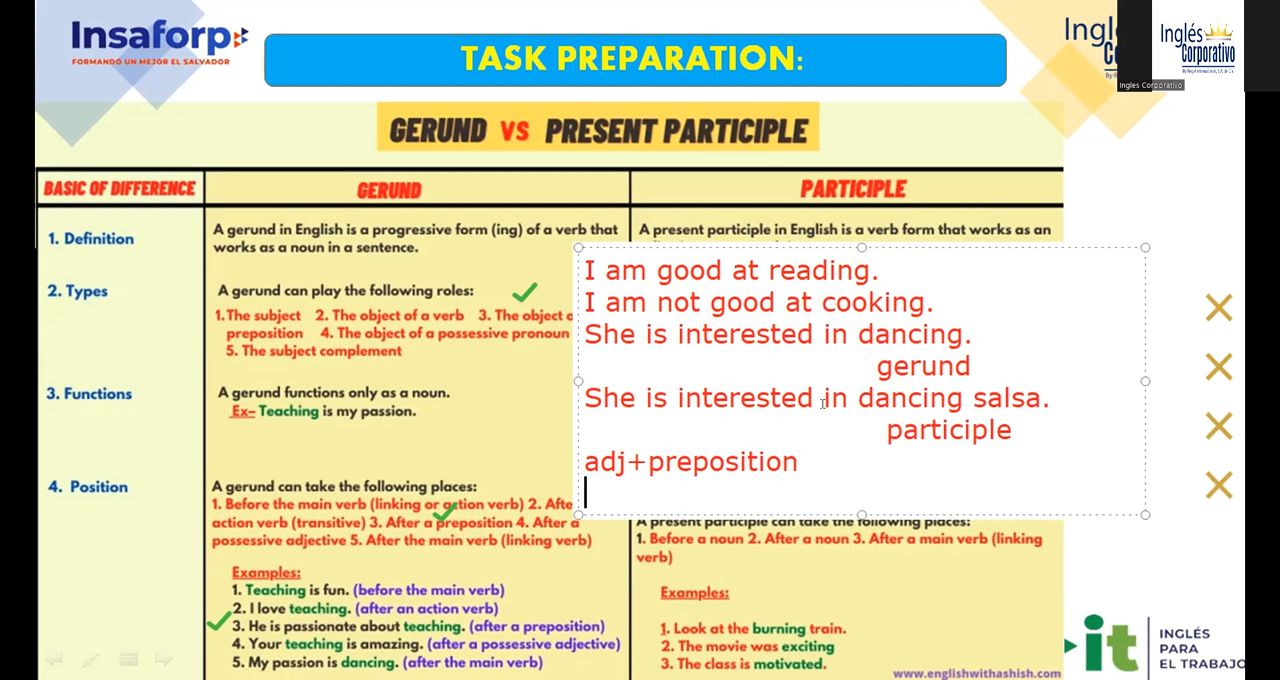 Insaforp
FORMANDO UN MEJOR EL SALVADOR
TASK PREPARATION:
Inglés
Corporativo
Ingles Corporativo
GERUND VS PRESENT PARTICIPLE
BASIC OF DIFFERENCE
GERUND
PARTICIPLE
1. Definition
A gerund in English is a progressive form (ing) of a verb that
works as a noun in a sentence.
A present participle in English is a verb form that works as an
2. Types
A gerund can play the following roles:
1.The subject 2. The object of a verb 3. The object o
preposition 4. The object of a possessive pronoun
5. The subject complement
3. Functions
A gerund functions only as a noun.
Ex– Teaching is my passion.
4. Position
A gerund can take the following places:
1. Before the main verb (linking or action verb) 2. Afte
action verb (transitive) 3. After a preposition 4. After a
possessive adjective 5. After the main verb (linking verb)
Examples:
1. Teaching is fun. (before the main verb)
2. I love teaching. (after an action verb)
3. He is passionate about teaching. (after a preposition)
4. Your teaching is amazing. (after a possessive adjective)
5. My passion is dancing. (after the main verb)
I am good at reading.
I am not good at cooking.
She is interested in dancing.
gerund
She is interested in dancing salsa.
participle
adj+preposition
A present participle can take the following places:
1. Before a noun 2. After a noun 3. After a main verb (linking
verb)
Examples:
1. Look at the burning train.
2. The movie was exciting
3. The class is motivated.
www.englishwithashish.com
it
INGLÉS
PARA
EL TRABAJO